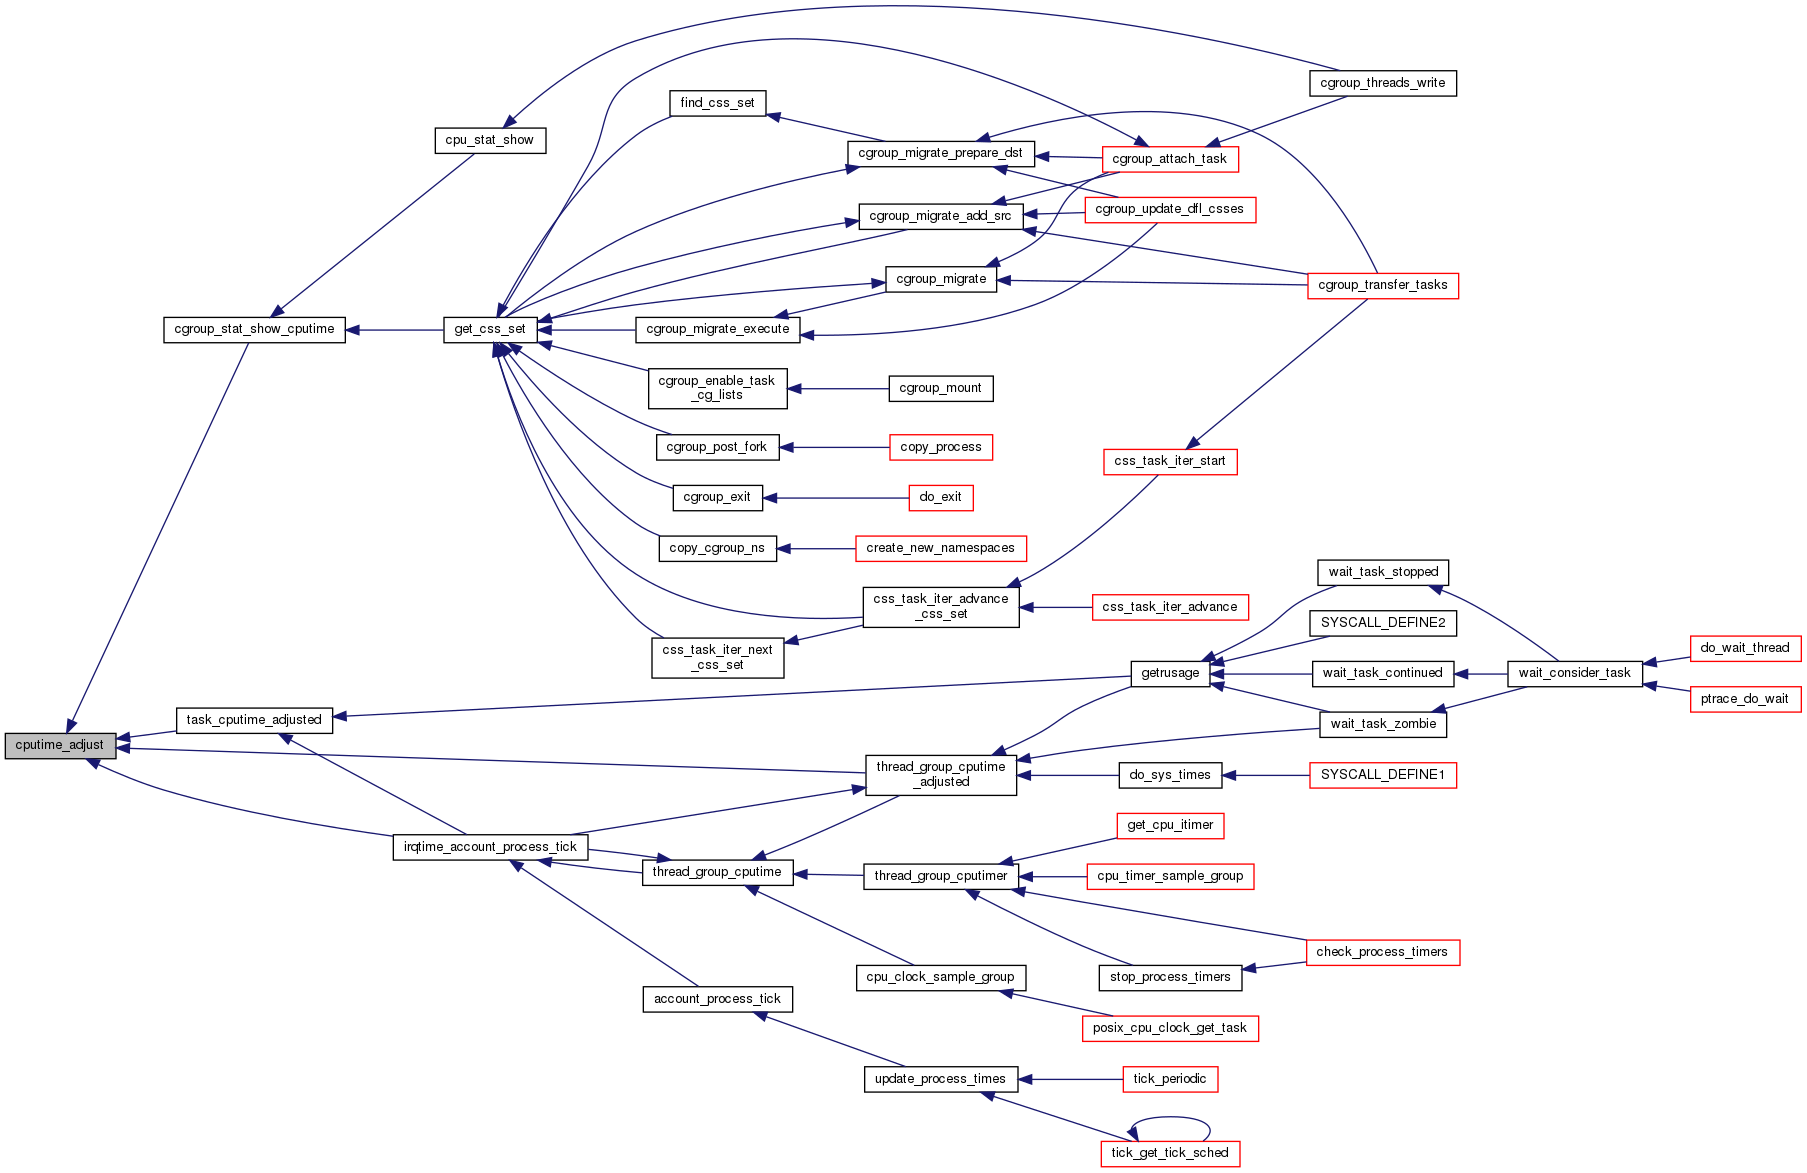 cgroup_threads_write
find_css_set
cpu_stat_show
cgroup_migrate_prepare_dst
cgroup_attach_task
cgroup_migrate_add_src
cgroup_update_dfl_csses
cgroup_migrate
cgroup_transfer_tasks
cgroup_stat_show_cputime
get_css_set
cgroup_migrate_execute
cgroup_enable_task
_cg_lists
cgroup_mount
cgroup_post_fork
copy_process
css_task_iter_start
cgroup_exit
do_exit
copy_cgroup_ns
create_new_namespaces
wait_task_stopped
css_task_iter_advance
_css_set
css_task_iter_advance
SYSCALL_DEFINE2
css_task_iter_next
_css_set
getrusage
wait_task_continued
wait_consider_task
do_wait_thread
ptrace_do_wait
task_cputime_adjusted
wait_task_zombie
cputime_adjust
thread_group_cputime
_adjusted
do_sys_times
SYSCALL_DEFINE1
get_cpu_itimer
irqtime_account_process_tick
thread_group_cputime
thread_group_cputimer
cpu_timer_sample_group
check_process_timers
cpu_clock_sample_group
stop_process_timers
account_process_tick
posix_cpu_clock_get_task
update_process_times
tick_periodic
tick_get_tick_sched